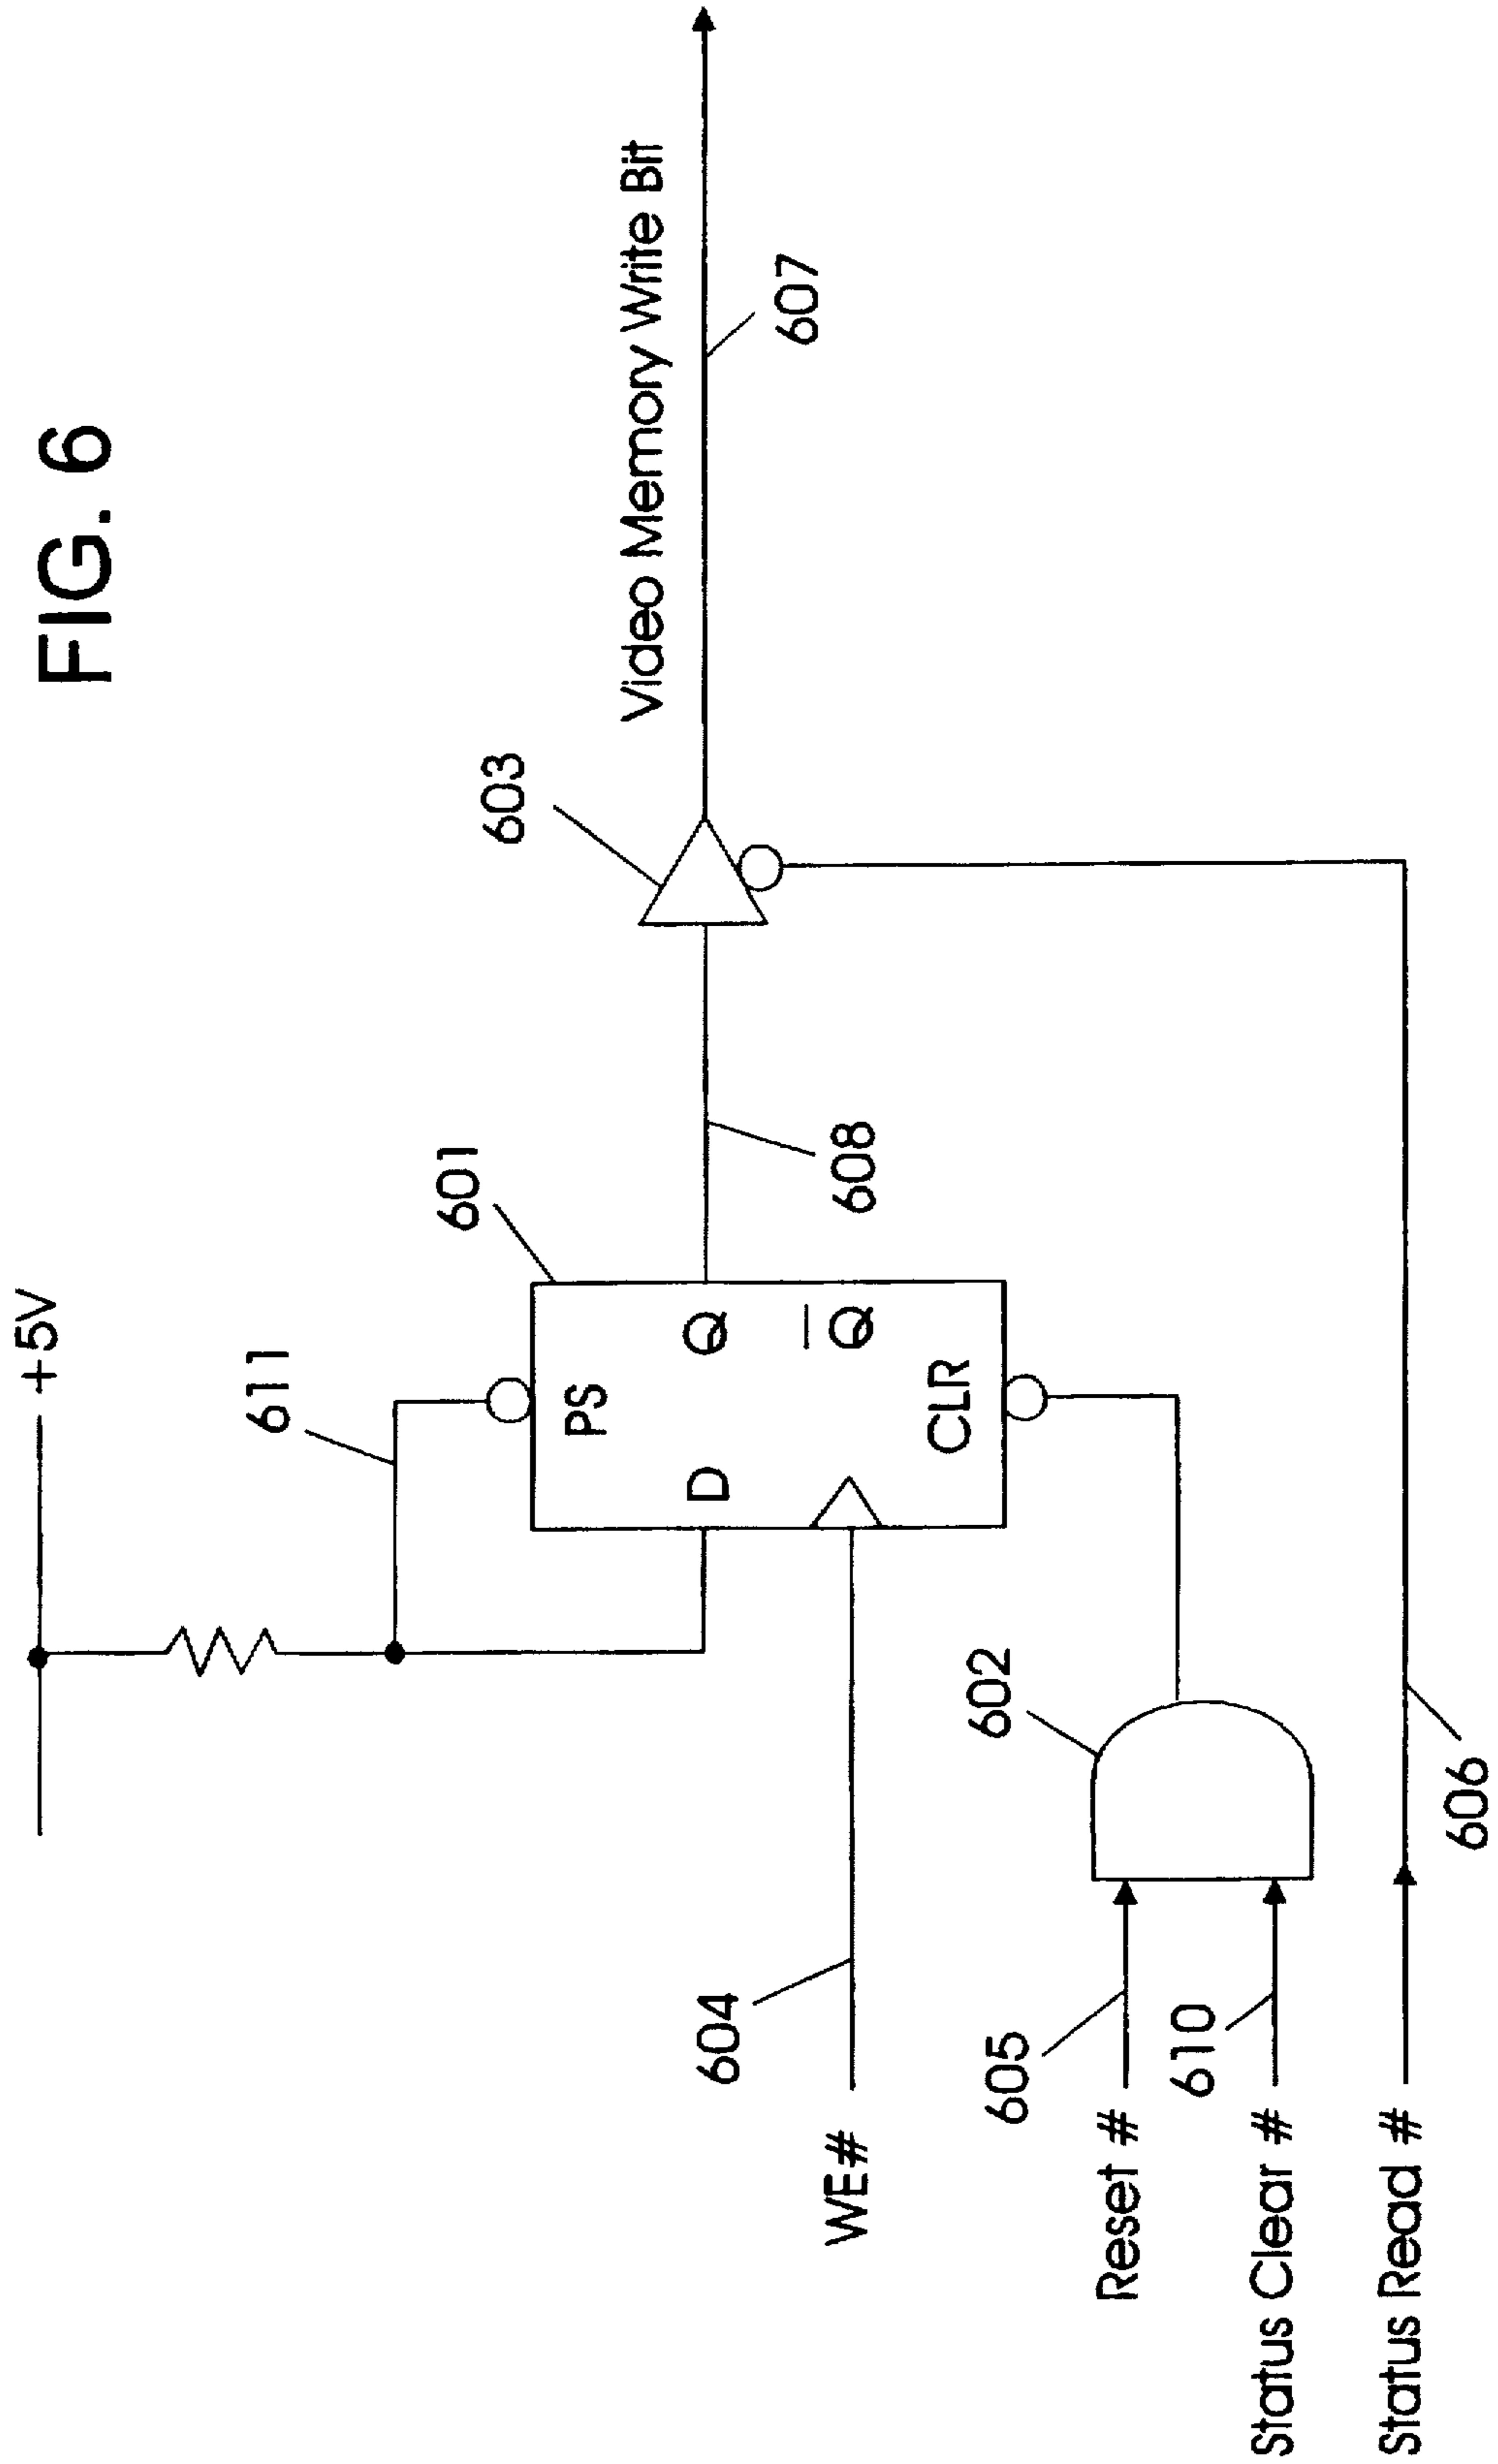 FIG. 6
+5V
611
601
603
PS
D
Q
Q
CLR
608
Video Memory Write Bit
607
WE#
604
602
Reset #
605
Status Clear #
610
Status Read #
606